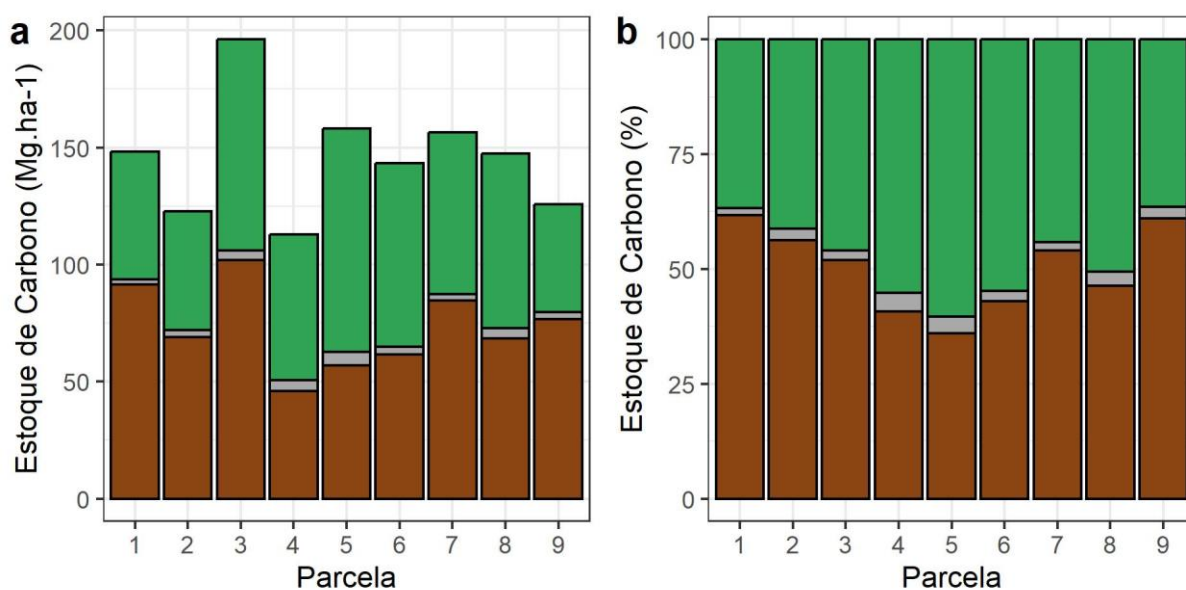 a
Estoque de Carbono (Mg.ha-1)
200
150
100
50
0
1 2 3 4 5 6 7 8 9
Parcela
b
Estoque de Carbono (%)
100
75
50
25
0
1 2 3 4 5 6 7 8 9
Parcela